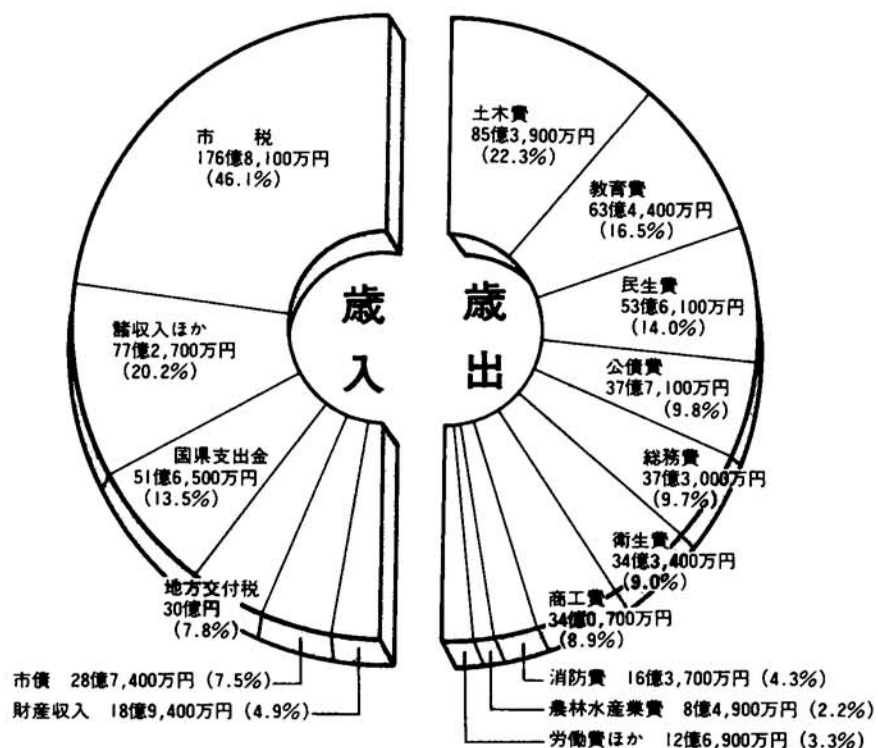 歳入
市　税
176億8,100万円
(46.1%)
諸収入ほか
77億2,700万円
(20.2%)
国県支出金
51億6,500万円
(13.5%)
地方交付税
30億円
(7.8%)
市債 28億7,400万円 (7.5%)
財産収入 18億9,400万円 (4.9%)
歳出
土木費
85億3,900万円
(22.3%)
教育費
63億4,400万円
(16.5%)
民生費
53億6,100万円
(14.0%)
公債費
37億7,100万円
(9.8%)
総務費
37億3,000万円
(9.7%)
衛生費
34億3,400万円
(9.0%)
商工費
34億0,700万円
(8.9%)
消防費 16億3,700万円 (4.3%)
農林水産業費 8億4,900万円 (2.2%)
労働費ほか 12億6,900万円 (3.3%)